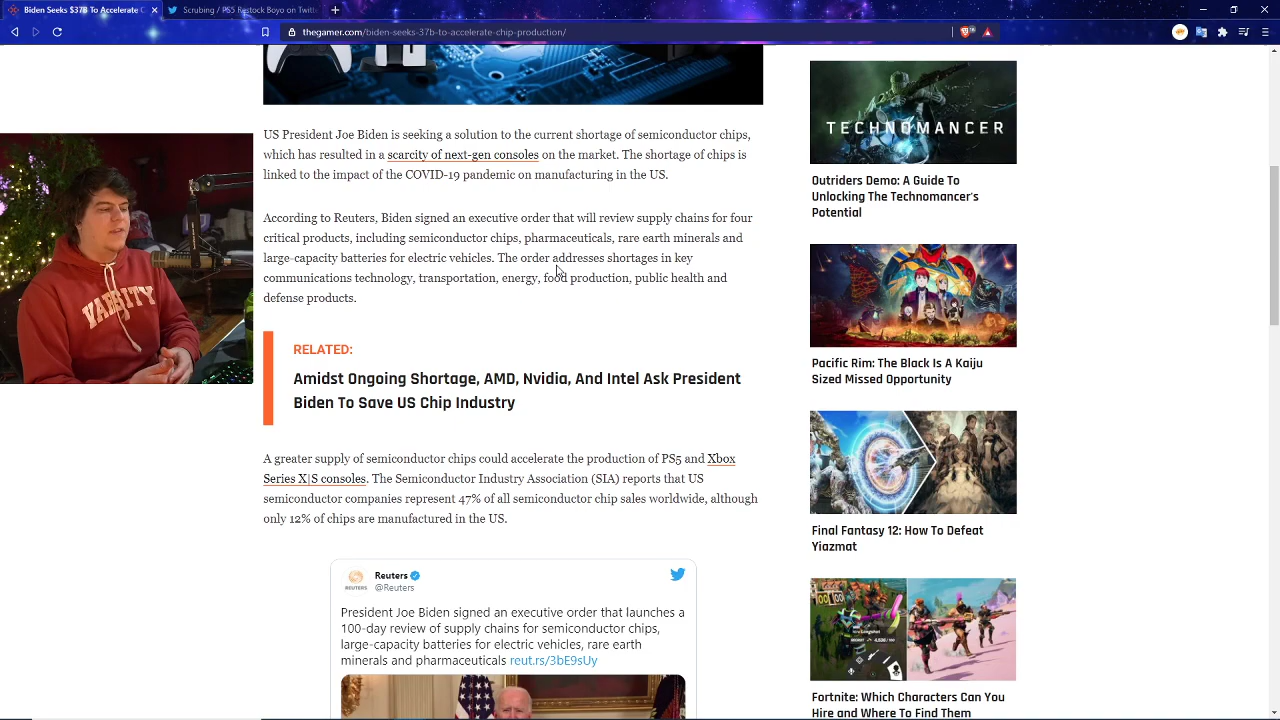 Biden Seeks $37B To Accelerate C
Scrubing / PS5 Restock Boyo on Twitt
thegamer.com/biden-seeks-37b-to-accelerate-chip-production/
US President Joe Biden is seeking a solution to the current shortage of semiconductor chips,
which has resulted in a scarcity of next-gen consoles on the market. The shortage of chips is
linked to the impact of the COVID-19 pandemic on manufacturing in the US.
According to Reuters, Biden signed an executive order that will review supply chains for four
critical products, including semiconductor chips, pharmaceuticals, rare earth minerals and
large-capacity batteries for electric vehicles. The order addresses shortages in key
communications technology, transportation, energy, food production, public health and
defense products.
RELATED:
Amidst Ongoing Shortage, AMD, Nvidia, And Intel Ask President
Biden To Save US Chip Industry
A greater supply of semiconductor chips could accelerate the production of PS5 and Xbox
Series X|S consoles. The Semiconductor Industry Association (SIA) reports that US
semiconductor companies represent 47% of all semiconductor chip sales worldwide, although
only 12% of chips are manufactured in the US.
Reuters
@Reuters
President Joe Biden signed an executive order that launches a
100-day review of supply chains for semiconductor chips,
large-capacity batteries for electric vehicles, rare earth
minerals and pharmaceuticals reut.rs/3bE9sUy
VARSITY
TECHNOMANCER
Outriders Demo: A Guide To
Unlocking The Technomancer's
Potential
Pacific Rim: The Black Is A Kaiju
Sized Missed Opportunity
Final Fantasy 12: How To Defeat
Yiazmat
Fortnite: Which Characters Can You
Hire and Where To Find Them